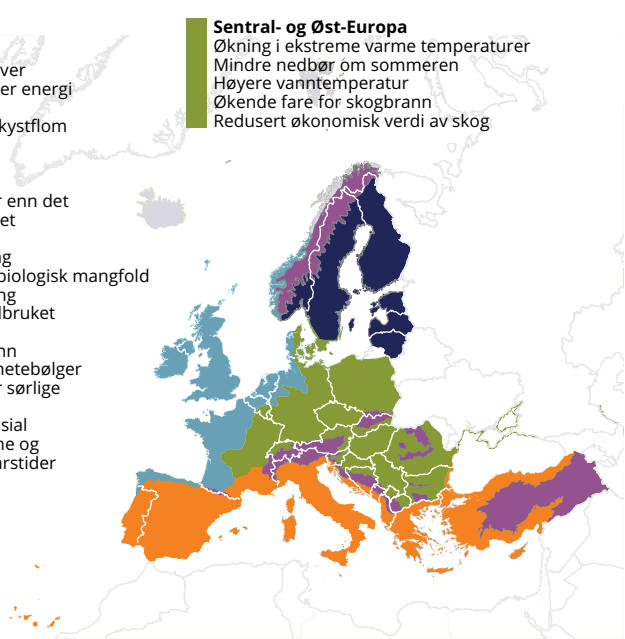 Sentral- og Øst-Europa
Økning i ekstreme varme temperaturer
Mindre nedbør om sommeren
Høyere vanntemperatur
Økende fare for skogbrann
Redusert økonomisk verdi av skog
ver
er energi
kystflom
r enn det
et
g
biologisk mangfold
ng
lbruket
nn
netebølger
r sørlige
sial
ne og
arstider